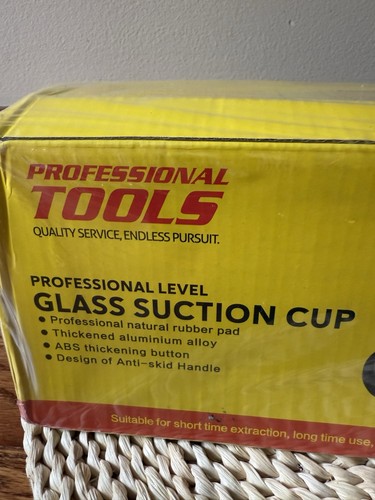 PROFESSIONAL
TOOLS
QUALITY SERVICE, ENDLESS PURSUIT.
PROFESSIONAL LEVEL
GLASS SUCTION CUP
• Professional natural rubber pad
• Thickened aluminium alloy
• ABS thickening button
• Design of Anti-skid Handle
Suitable for short time extraction, long time use,